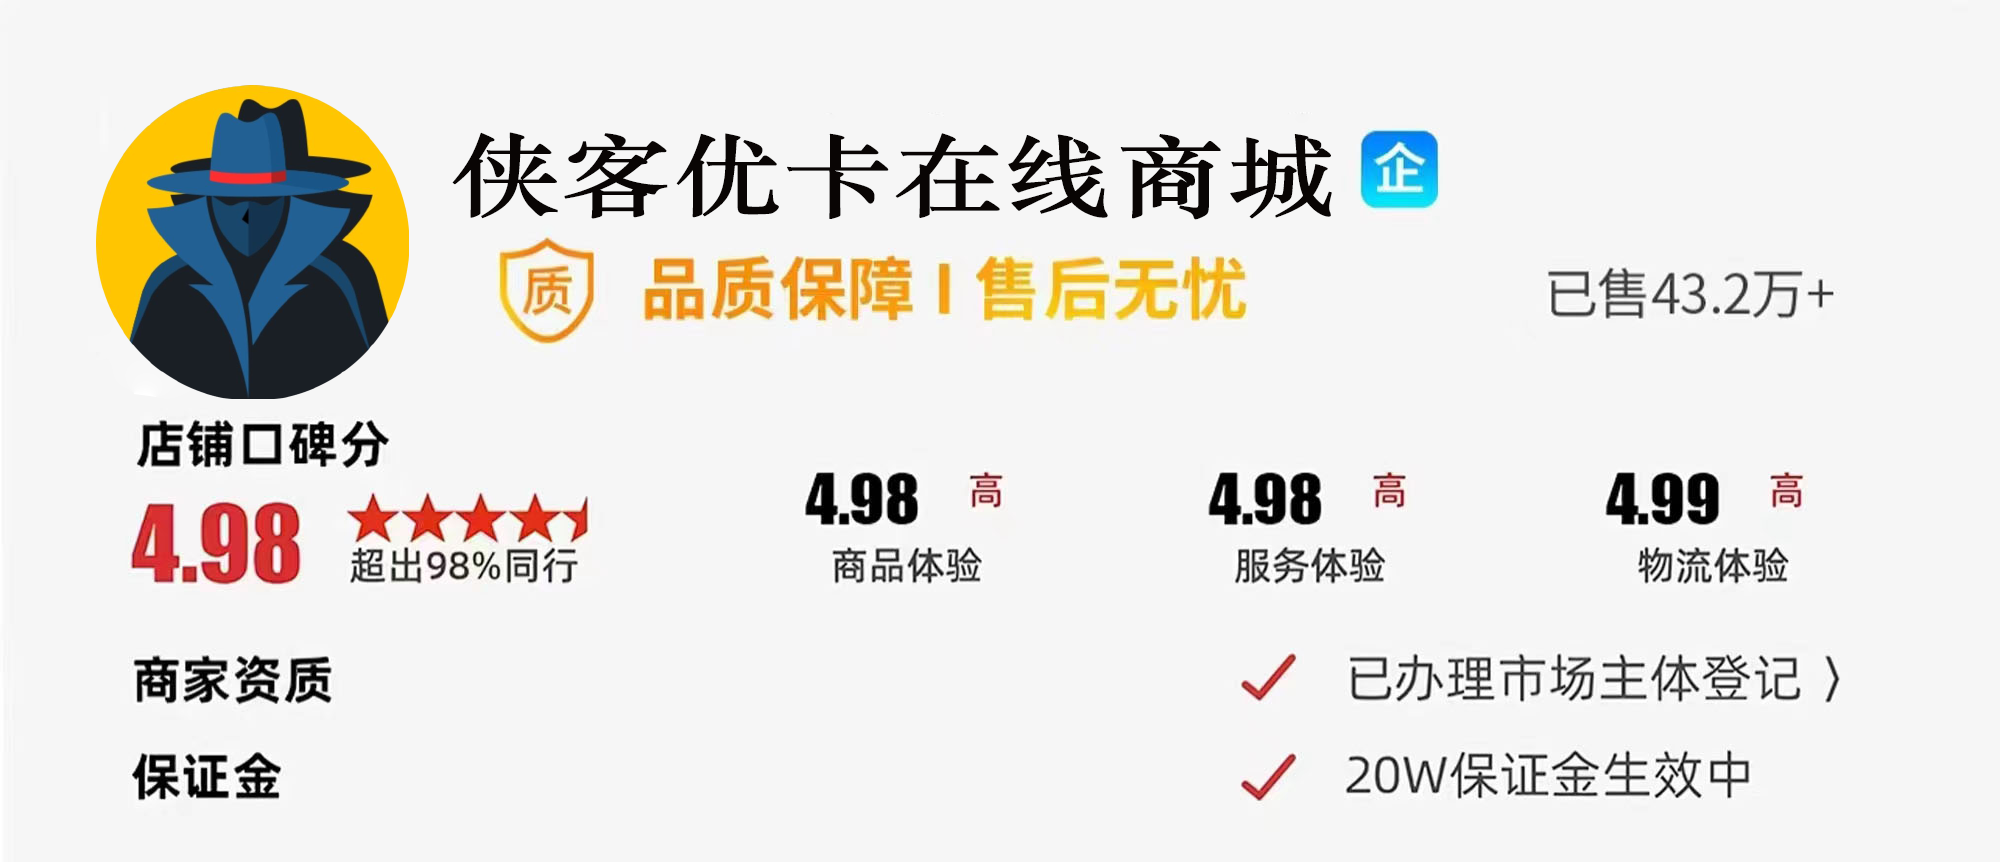 侠客优卡在线商城 企
质 品质保障 I 售后无忧 已售43.2万+
店铺口碑分
4.98 超出98%同行
4.98 高 4.98 高 4.99 高
商品体验 服务体验 物流体验
商家资质 已办理市场主体登记 〉
保证金 20W保证金生效中